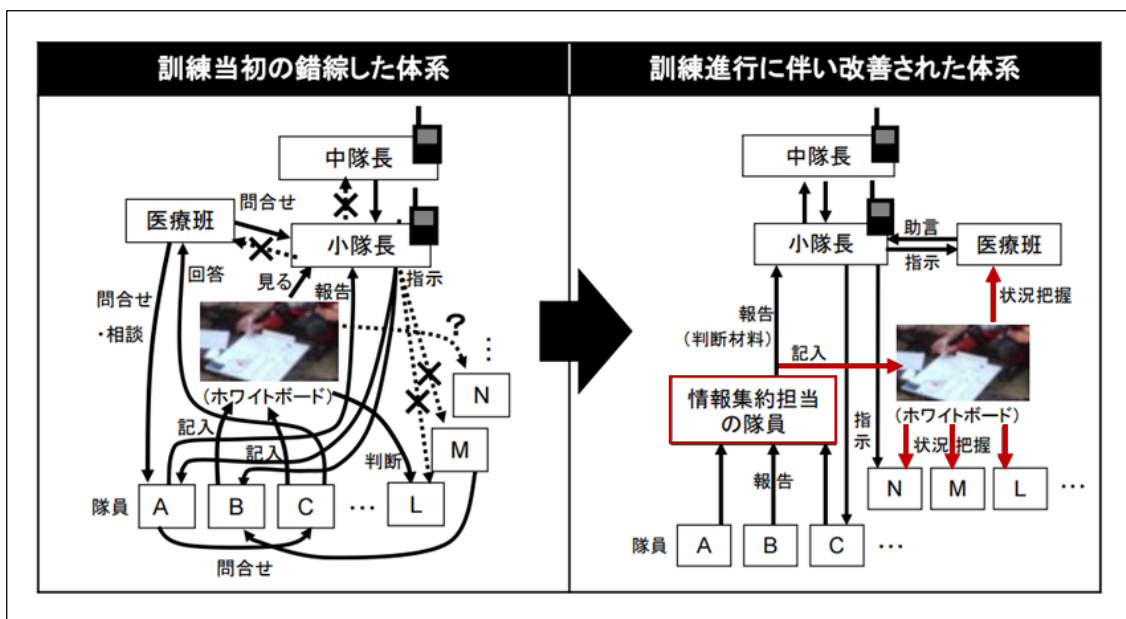 訓練当初の錯綜した体系
中隊長
問合せ
医療班
小隊長
回答
見る
報告
指示
問合せ
・相談
?
⋮
N
(ホワイトボード)
記入
記入
判断
M
隊員
A
B
C
…
L
問合せ
訓練進行に伴い改善された体系
中隊長
小隊長
助言
医療班
指示
状況把握
報告
(判断材料)
記入
情報集約担当
の隊員
(ホワイトボード)
指示
状況把握
N
M
L
…
報告
隊員
A
B
C
…